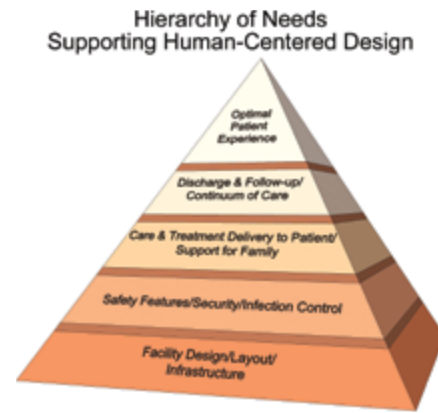 Hierarchy of Needs
Supporting Human-Centered Design
Optimal
Patient
Experience
Discharge & Follow-up/
Continuum of Care
Care & Treatment Delivery to Patient/
Support for Family
Safety Features/Security/Infection Control
Facility Design/Layout/
Infrastructure